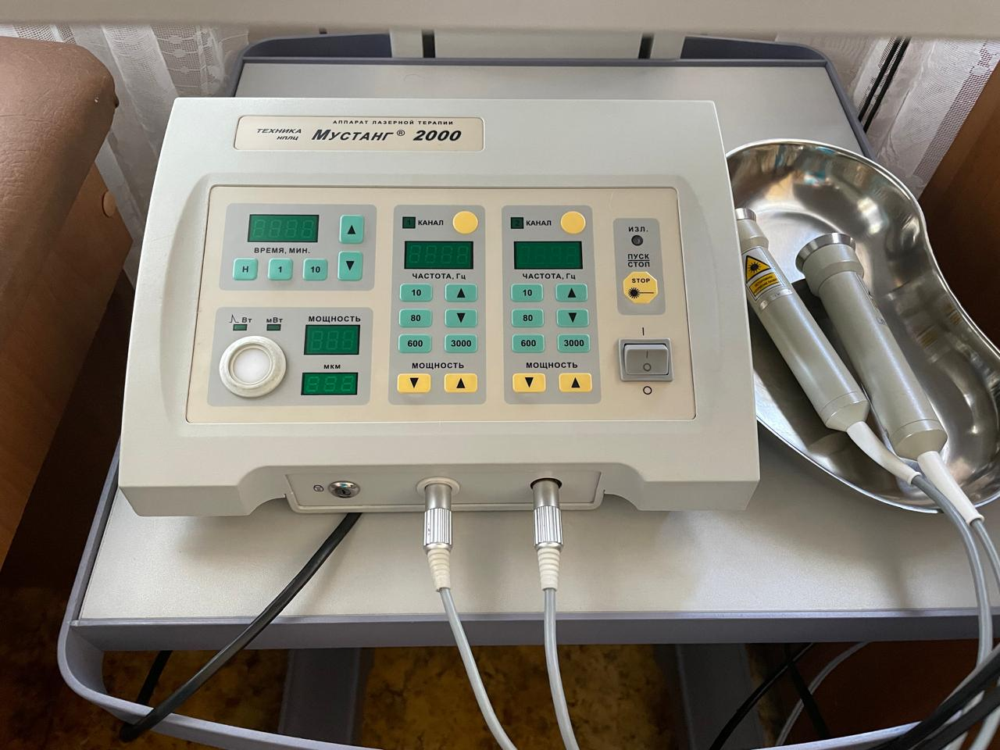 АППАРАТ ЛАЗЕРНОЙ ТЕРАПИИ
ТЕХНИКА
НПЛЦ
МУСТАНГ® 2000
ВРЕМЯ, МИН.
Н 1 10
Вт мВт
МОЩНОСТЬ
МКМ
1 КАНАЛ
ЧАСТОТА, Гц
10
80
600 3000
МОЩНОСТЬ
2 КАНАЛ
ЧАСТОТА, Гц
10
80
600 3000
МОЩНОСТЬ
ИЗЛ.
ПУСК
СТОП
STOP